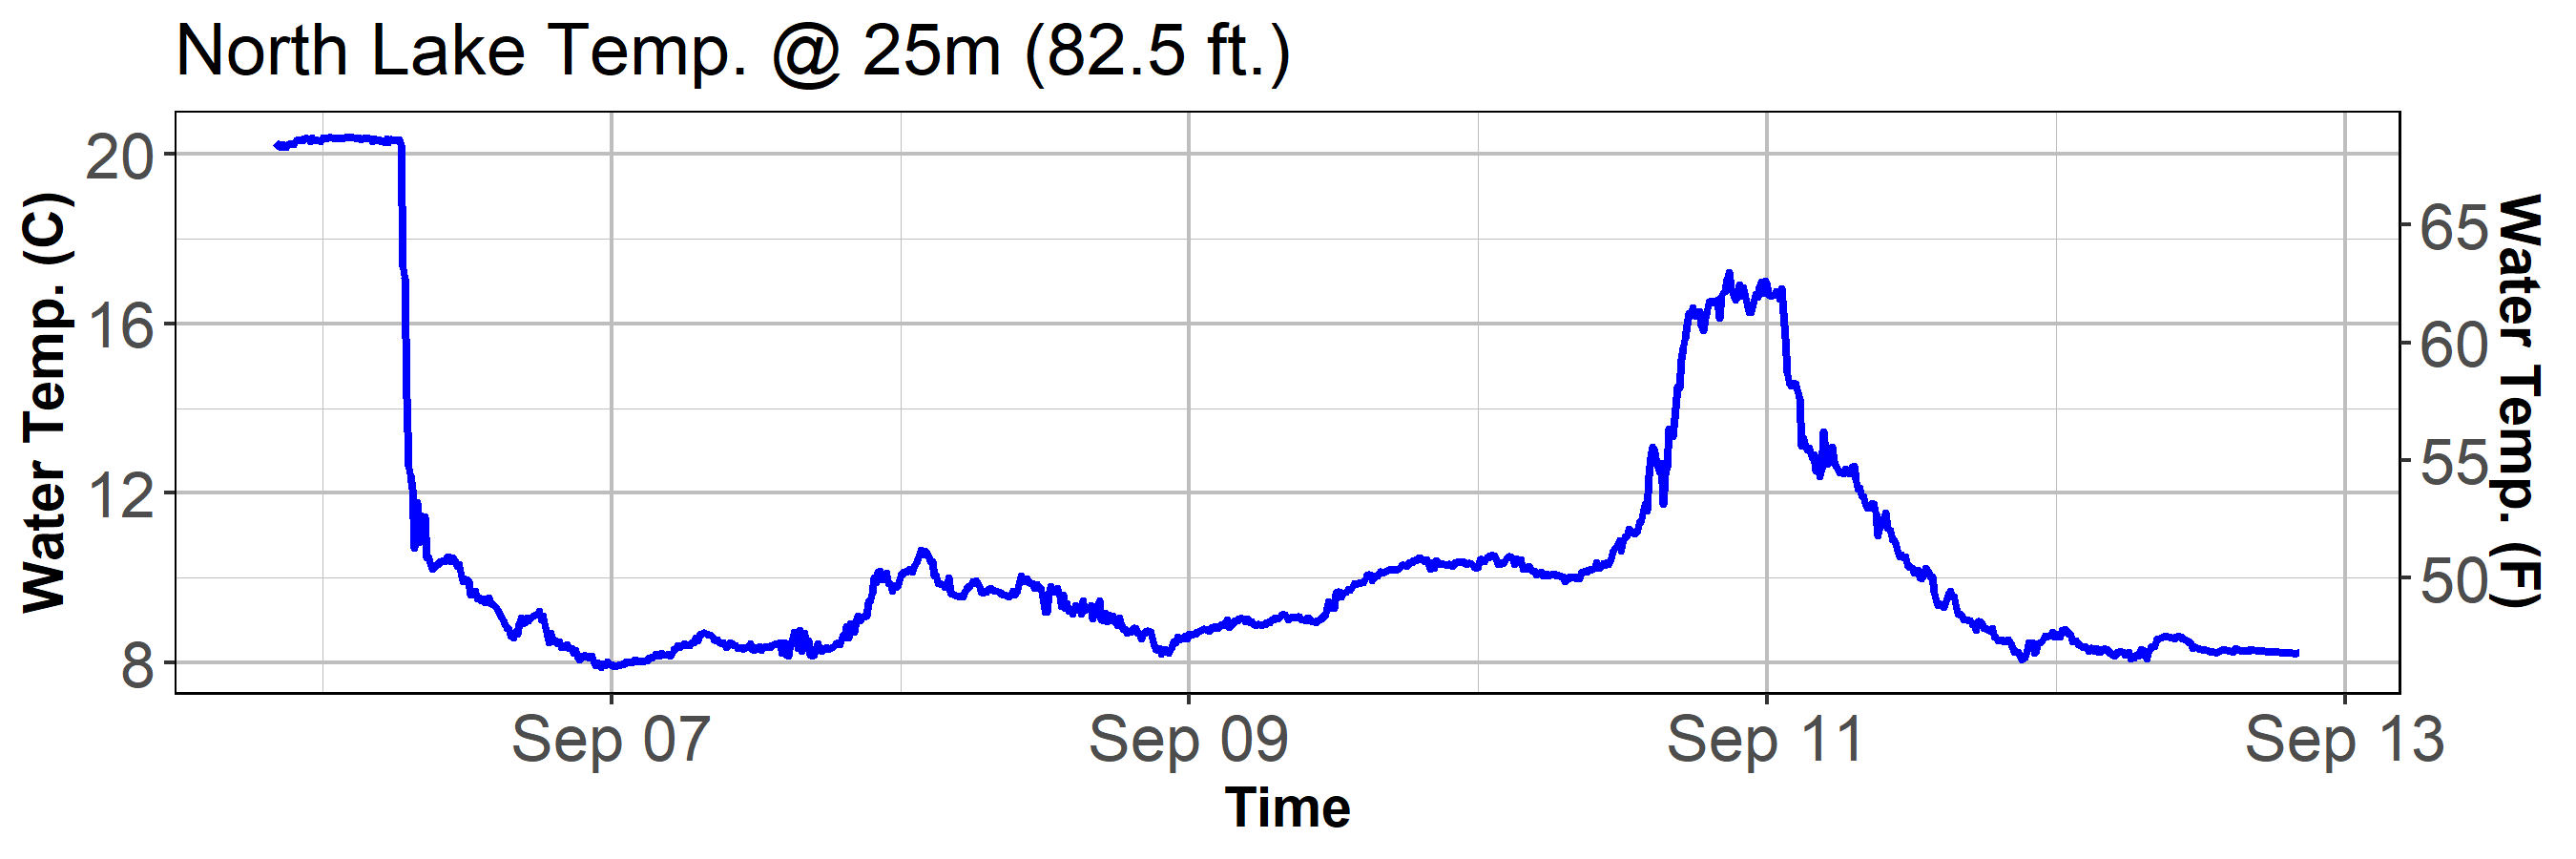 North Lake Temp. @ 25m (82.5 ft.)
Water Temp. (C)
20
16
12
8
65
60
55
50
Water Temp. (F)
Sep 07 Sep 09 Sep 11 Sep 13
Time